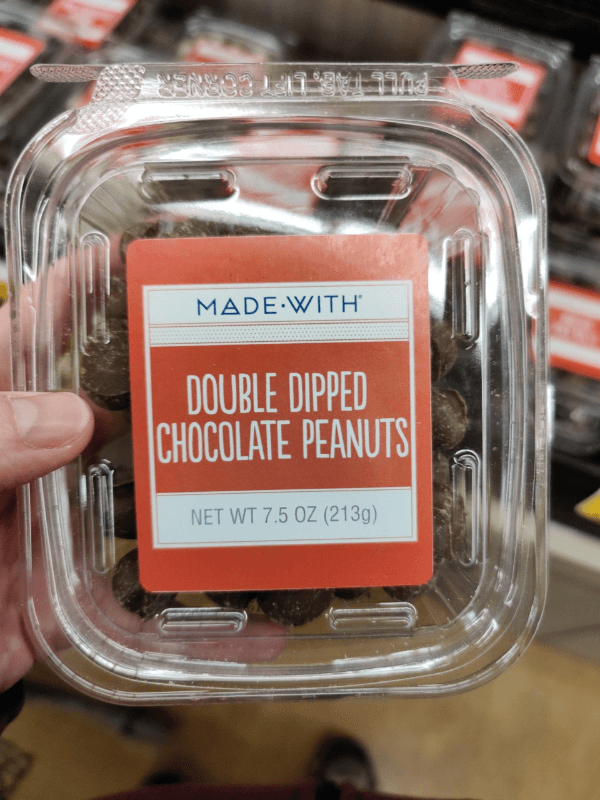 PULL TAB, LIFT CORNER
MADE·WITH®
DOUBLE DIPPED
CHOCOLATE PEANUTS
NET WT 7.5 OZ (213g)